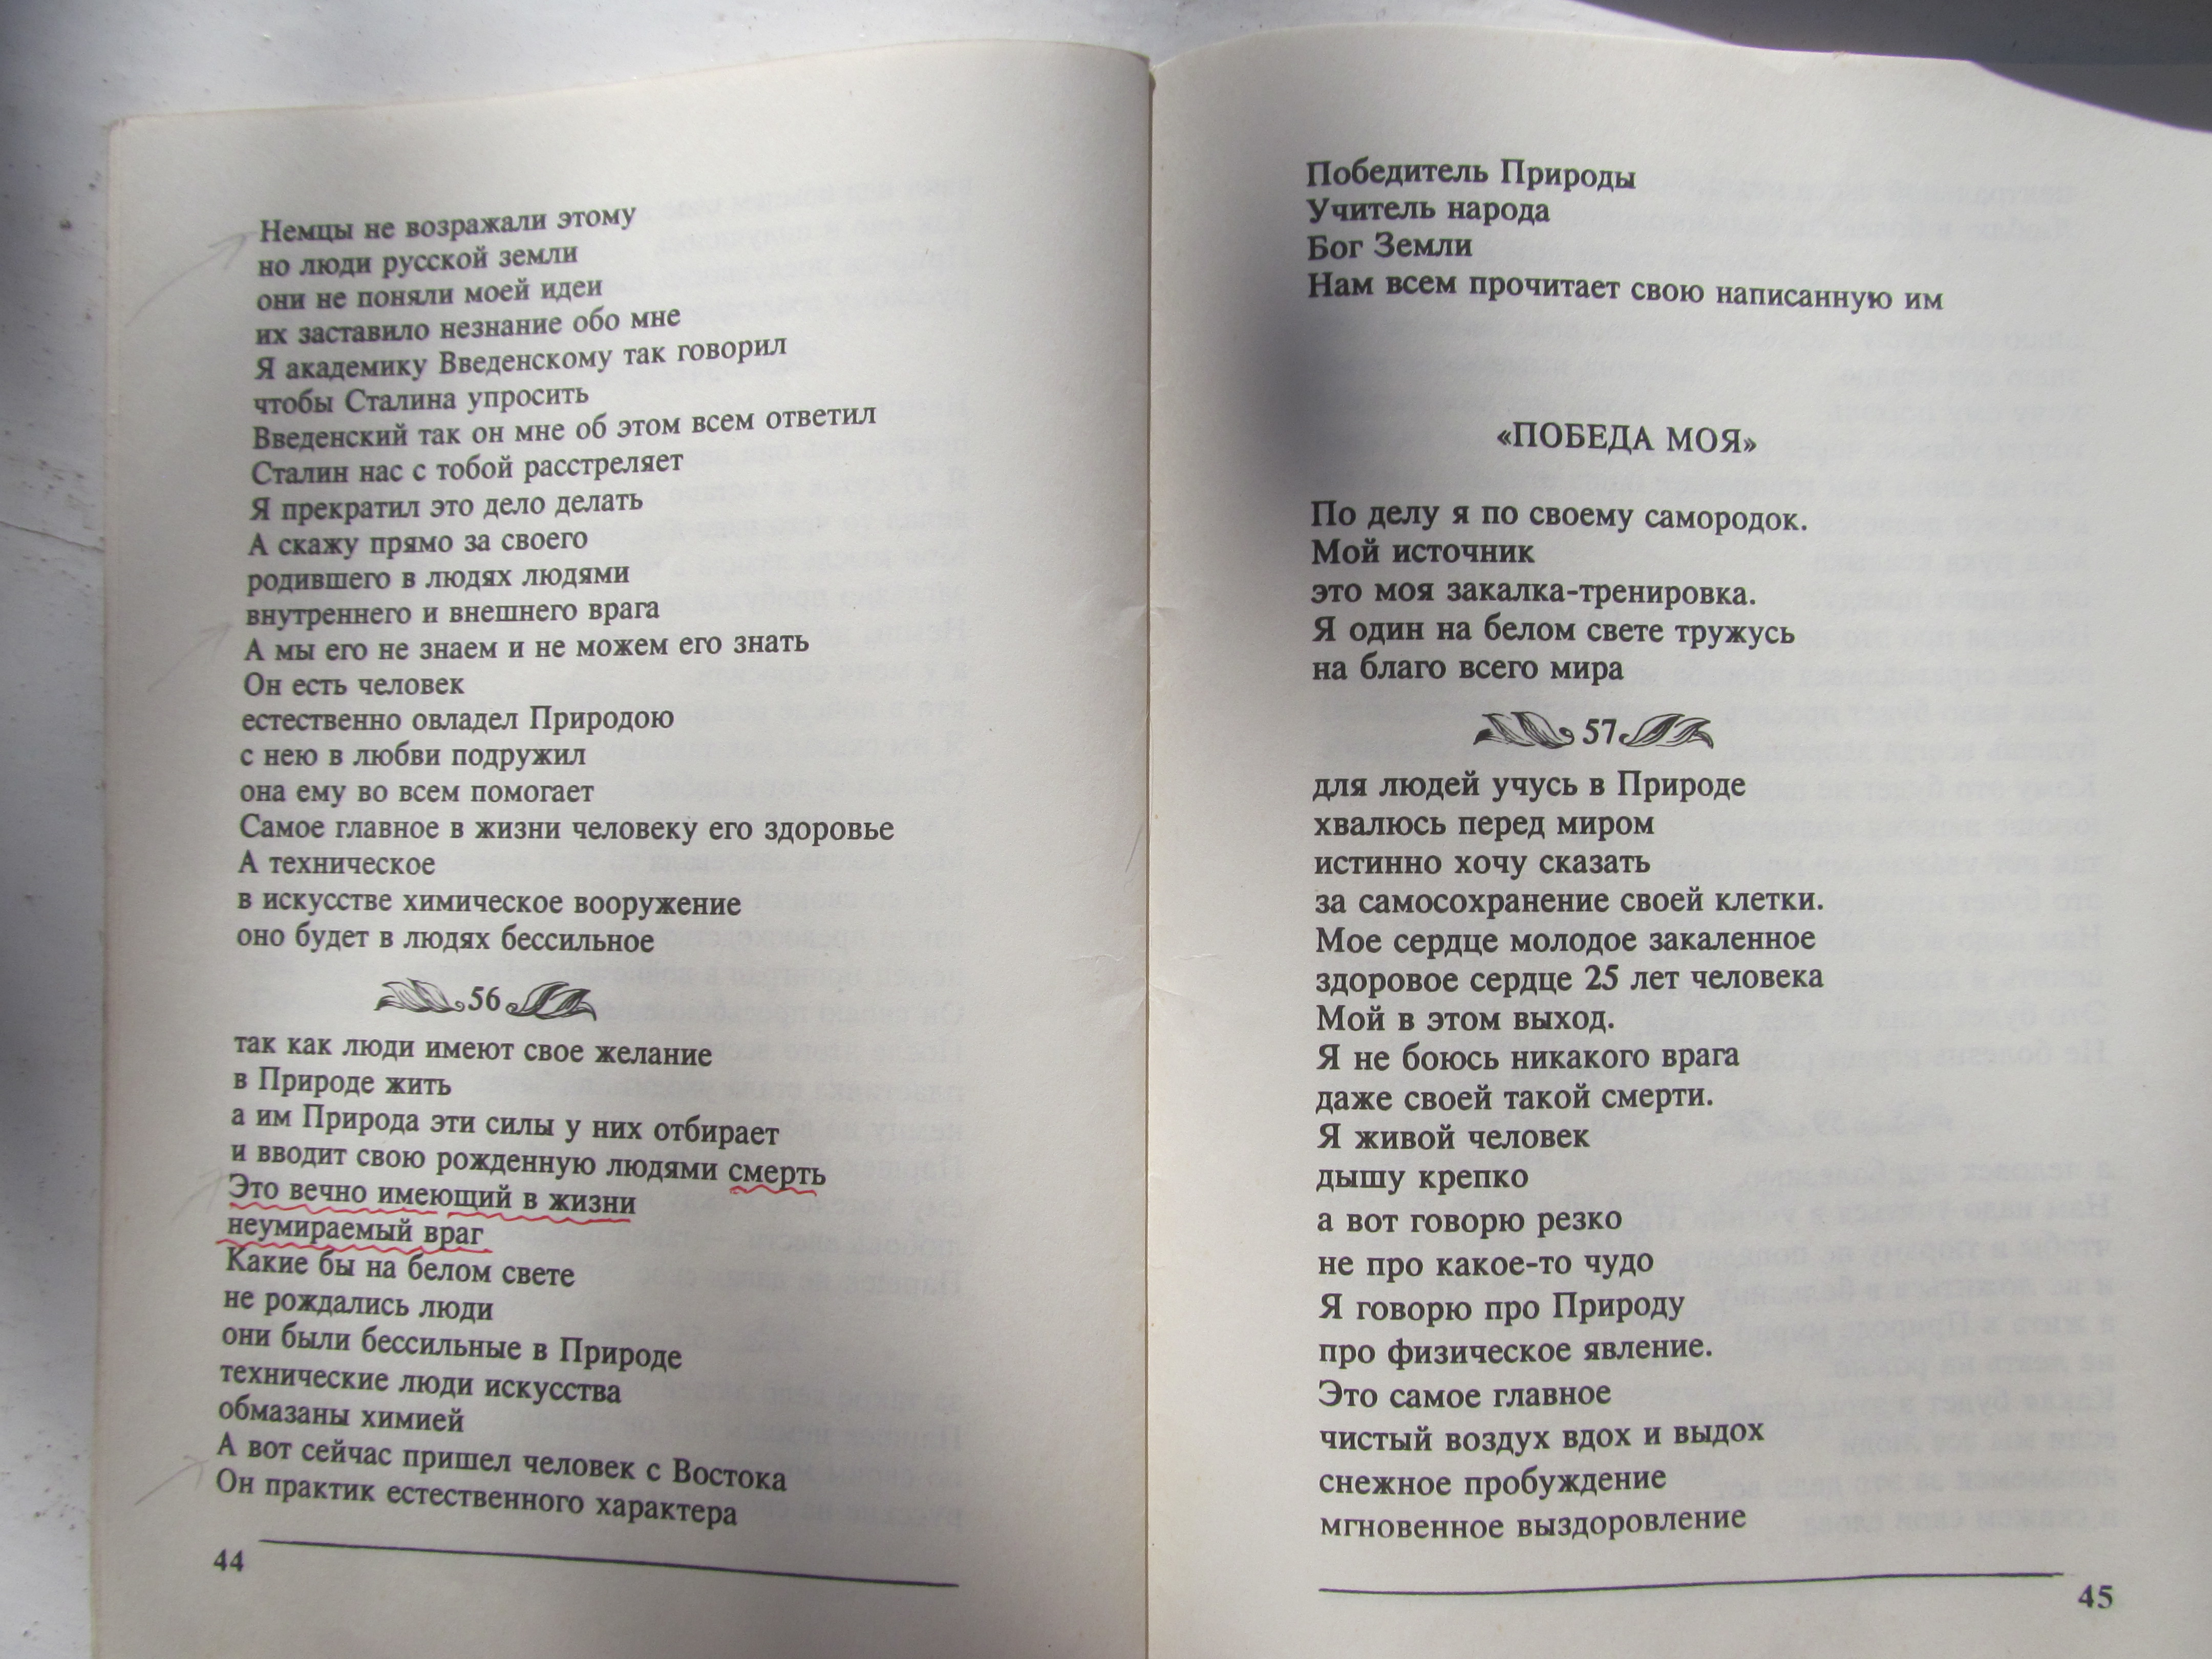 Немцы не возражали этому
но люди русской земли
они не поняли моей идеи
их заставило незнание обо мне
Я академику Введенскому так говорил
чтобы Сталина упросить
Введенский так он мне об этом всем ответил
Сталин нас с тобой расстреляет
Я прекратил это дело делать
А скажу прямо за своего
родившего в людях людями
внутреннего и внешнего врага
А мы его не знаем и не можем его знать
Он есть человек
естественно овладел Природою
с нею в любви подружил
она ему во всем помогает
Самое главное в жизни человеку его здоровье
А техническое
в искусстве химическое вооружение
оно будет в людях бессильное
56
так как люди имеют свое желание
в Природе жить
а им Природа эти силы у них отбирает
и вводит свою рожденную людями смерть
Это вечно имеющий в жизни
неумираемый враг
Какие бы на белом свете
не рождались люди
они были бессильные в Природе
технические люди искусства
обмазаны химией
А вот сейчас пришел человек с Востока
Он практик естественного характера
44
Победитель Природы
Учитель народа
Бог Земли
Нам всем прочитает свою написанную им
«ПОБЕДА МОЯ»
По делу я по своему самородок.
Мой источник
это моя закалка-тренировка.
Я один на белом свете тружусь
на благо всего мира
57
для людей учусь в Природе
хвалюсь перед миром
истинно хочу сказать
за самосохранение своей клетки.
Мое сердце молодое закаленное
здоровое сердце 25 лет человека
Мой в этом выход.
Я не боюсь никакого врага
даже своей такой смерти.
Я живой человек
дышу крепко
а вот говорю резко
не про какое-то чудо
Я говорю про Природу
про физическое явление.
Это самое главное
чистый воздух вдох и выдох
снежное пробуждение
мгновенное выздоровление
45